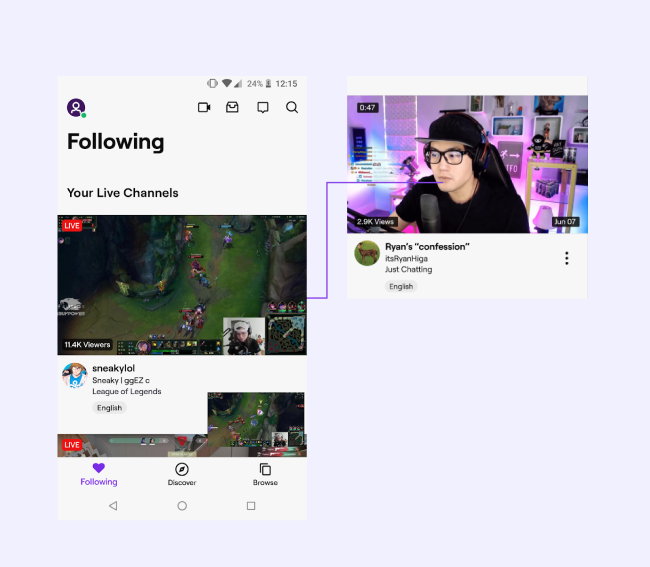 24% 12:15
Following
Your Live Channels
LIVE
11.4K Viewers
sneakylol
Sneaky | ggEZ c
League of Legends
English
LIVE
Following
Discover
Browse
0:47
2.9K Views
Jun 07
Ryan's “confession”
itsRyanHiga
Just Chatting
English